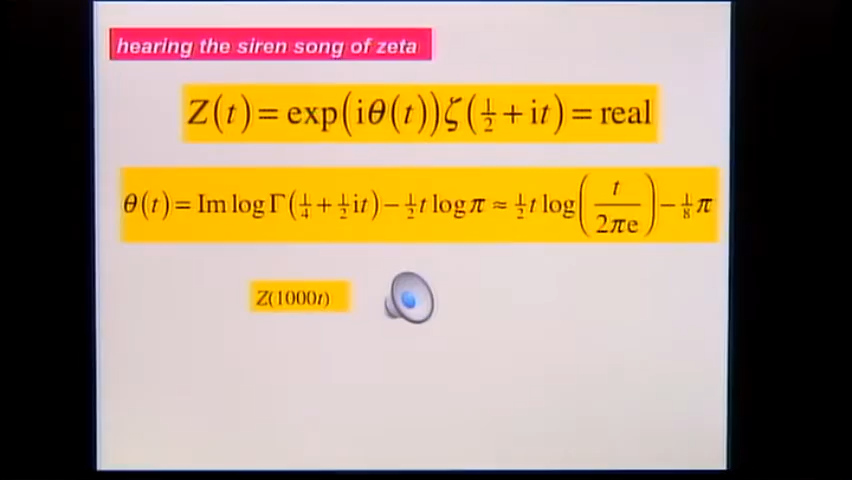 hearing the siren song of zeta
Z(t) = exp(iθ(t))ζ(½ + it) = real
θ(t) = Im log Γ(¼ + ½it) − ½t log π ≈ ½t log(t/2πe) − ⅛π
Z(1000t)